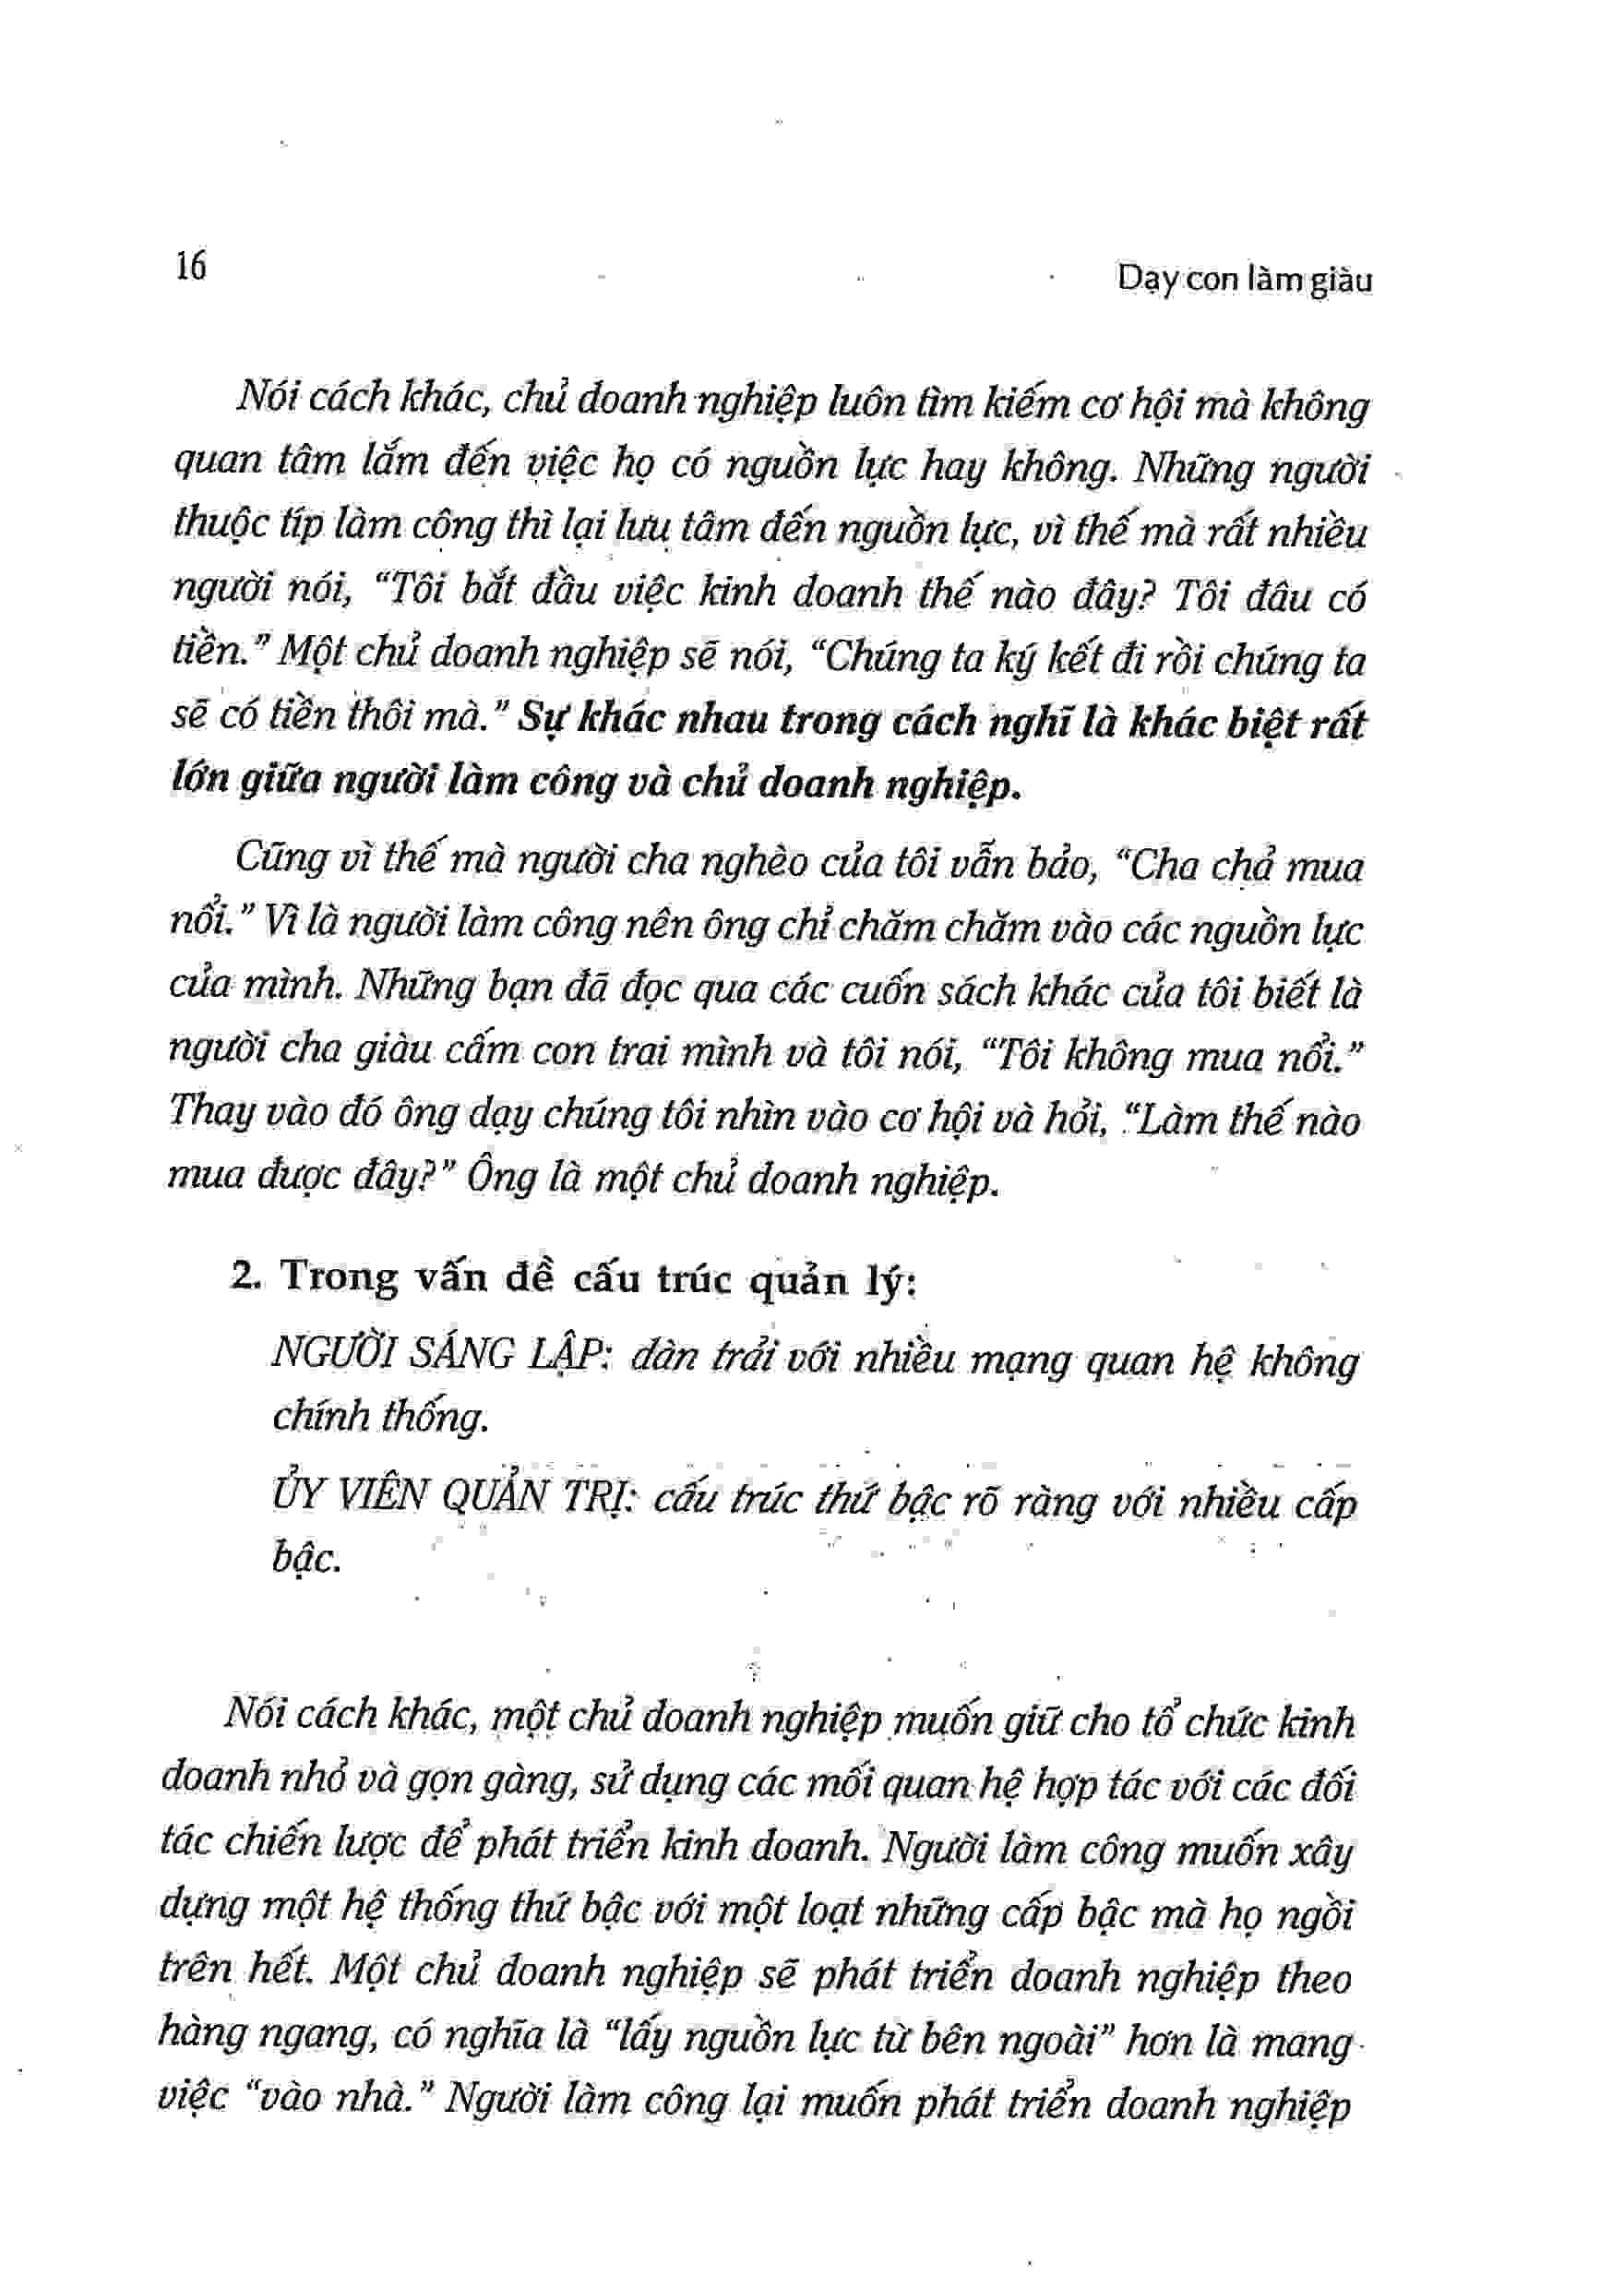 16
Dạy con làm giàu
Nói cách khác, chủ doanh nghiệp luôn tìm kiếm cơ hội mà không
quan tâm lắm đến việc họ có nguồn lực hay không. Những người
thuộc típ làm công thì lại lưu tâm đến nguồn lực, vì thế mà rất nhiều
người nói, “Tôi bắt đầu việc kinh doanh thế nào đây? Tôi đâu có
tiền.” Một chủ doanh nghiệp sẽ nói, “Chúng ta ký kết đi rồi chúng ta
sẽ có tiền thôi mà.” Sự khác nhau trong cách nghĩ là khác biệt rất
lớn giữa người làm công và chủ doanh nghiệp.
Cũng vì thế mà người cha nghèo của tôi vẫn bảo, “Cha chả mua
nổi.” Vì là người làm công nên ông chỉ chăm chăm vào các nguồn lực
của mình. Những bạn đã đọc qua các cuốn sách khác của tôi biết là
người cha giàu cấm con trai mình và tôi nói, “Tôi không mua nổi.”
Thay vào đó ông dạy chúng tôi nhìn vào cơ hội và hỏi, “Làm thế nào
mua được đây?” Ông là một chủ doanh nghiệp.
2. Trong vấn đề cấu trúc quản lý:
NGƯỜI SÁNG LẬP: dàn trải với nhiều mạng quan hệ không
chính thống.
ỦY VIÊN QUẢN TRỊ: cấu trúc thứ bậc rõ ràng với nhiều cấp
bậc.
Nói cách khác, một chủ doanh nghiệp muốn giữ cho tổ chức kinh
doanh nhỏ và gọn gàng, sử dụng các mối quan hệ hợp tác với các đối
tác chiến lược để phát triển kinh doanh. Người làm công muốn xây
dựng một hệ thống thứ bậc với một loạt những cấp bậc mà họ ngồi
trên hết. Một chủ doanh nghiệp sẽ phát triển doanh nghiệp theo
hàng ngang, có nghĩa là “lấy nguồn lực từ bên ngoài” hơn là mang
việc “vào nhà.” Người làm công lại muốn phát triển doanh nghiệp